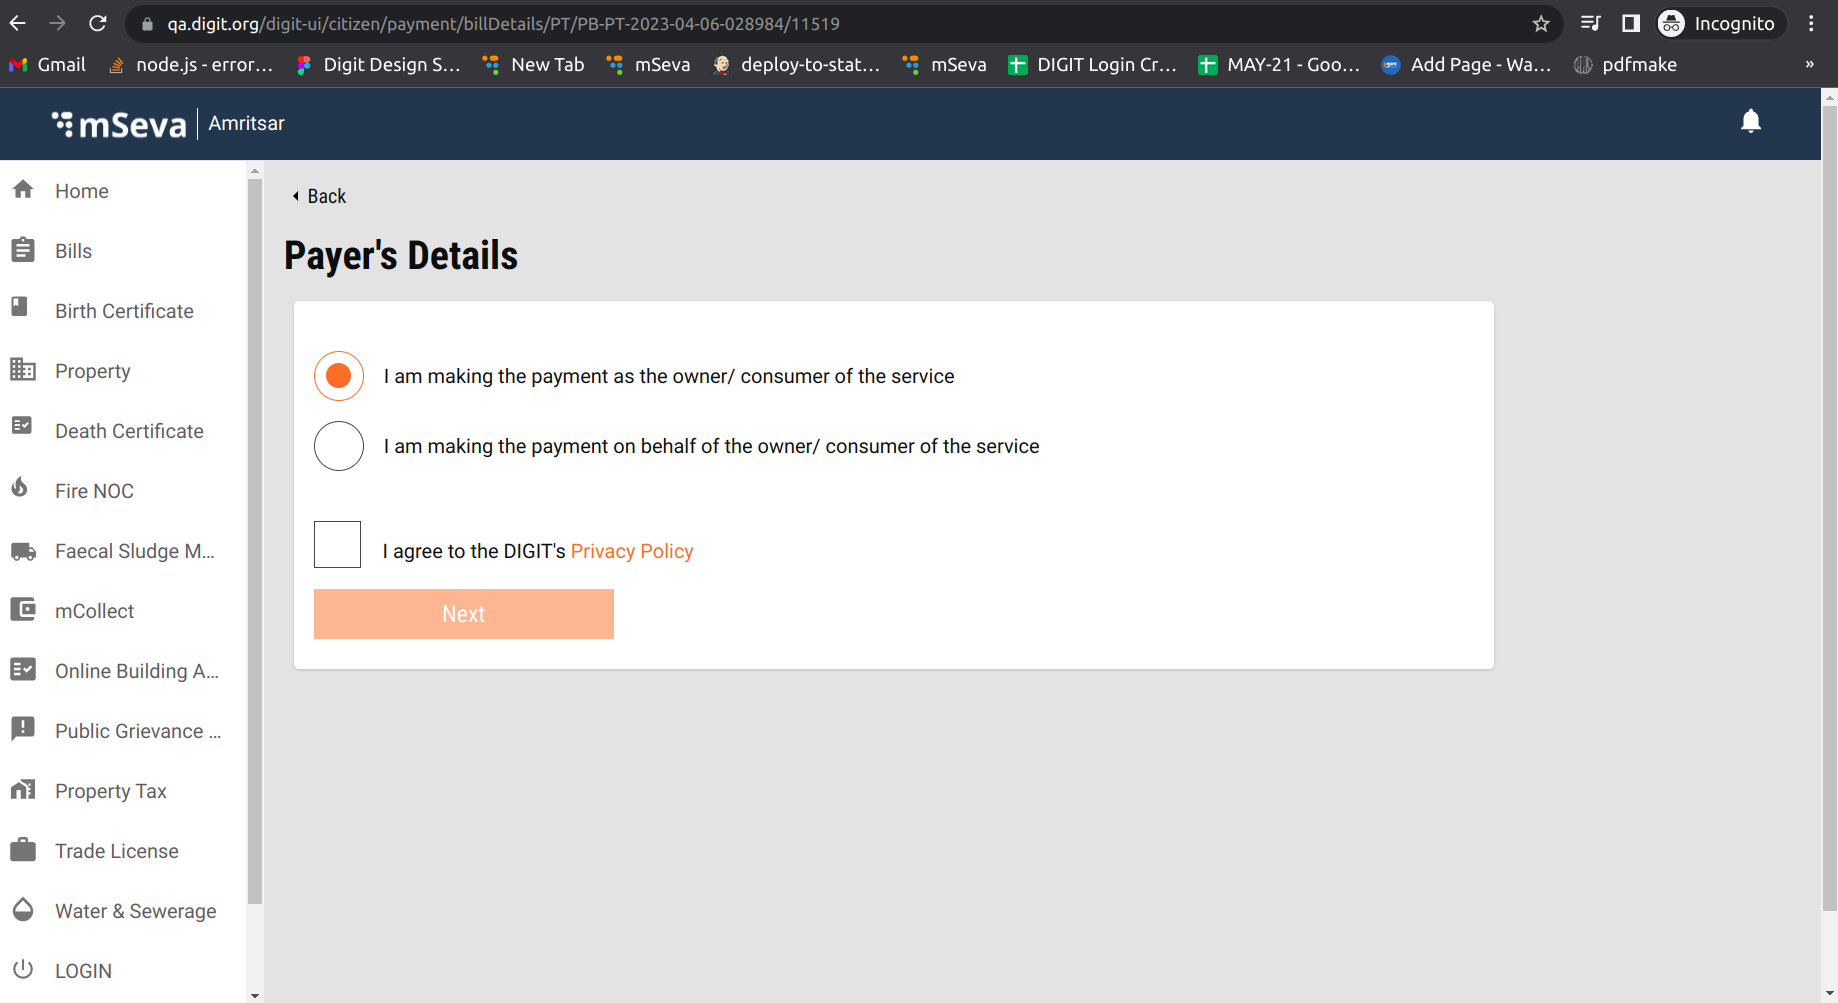 qa.digit.org/digit-ui/citizen/payment/billDetails/PT/PB-PT-2023-04-06-028984/11519
Incognito
Gmail
node.js - error...
Digit Design S...
New Tab
mSeva
deploy-to-stat...
mSeva
DIGIT Login Cr...
MAY-21 - Goo...
Add Page - Wa...
pdfmake
»
mSeva
Amritsar
Home
Bills
Birth Certificate
Property
Death Certificate
Fire NOC
Faecal Sludge M...
mCollect
Online Building A...
Public Grievance ...
Property Tax
Trade License
Water & Sewerage
LOGIN
Back
Payer's Details
I am making the payment as the owner/ consumer of the service
I am making the payment on behalf of the owner/ consumer of the service
I agree to the DIGIT's Privacy Policy
Next